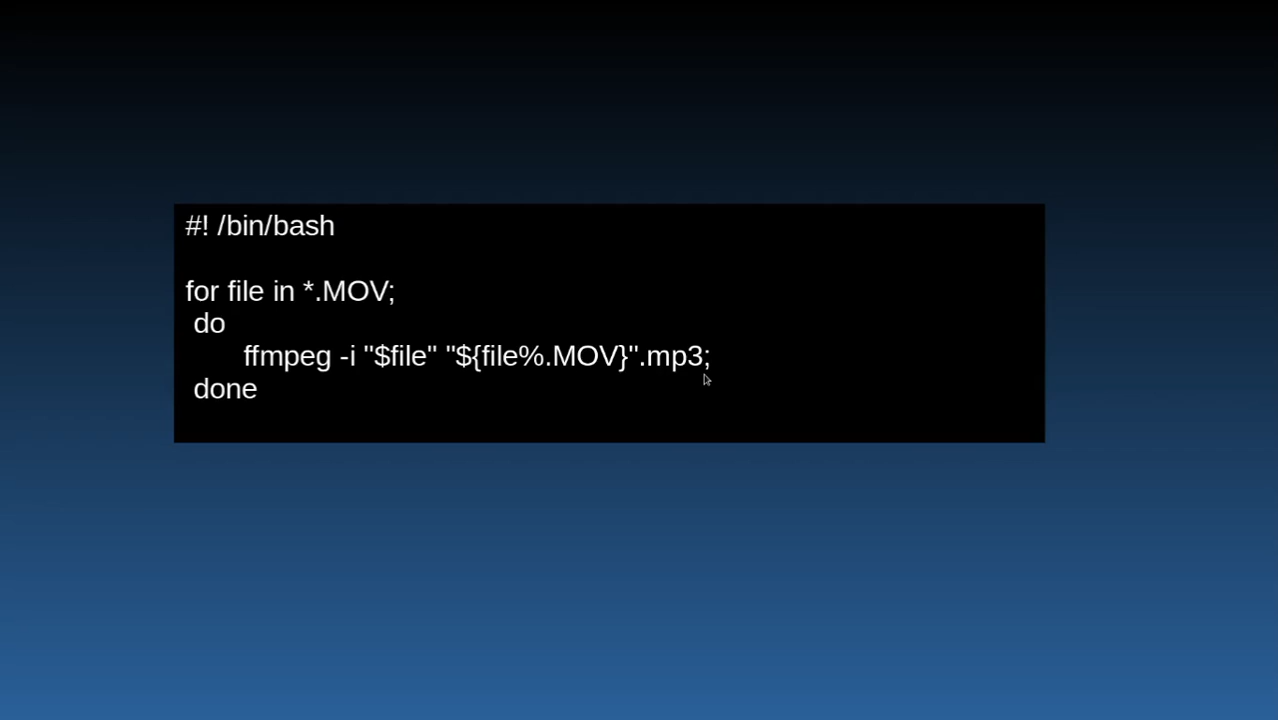 #! /bin/bash
for file in *.MOV;
do
ffmpeg -i "$file" "${file%.MOV}".mp3;
done